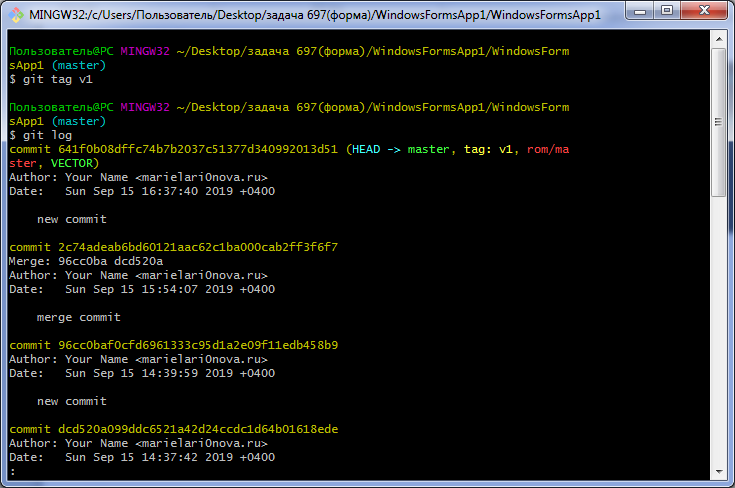 MINGW32:/c/Users/Пользователь/Desktop/задача 697(форма)/WindowsFormsApp1/WindowsFormsApp1
Пользователь@PC MINGW32 ~/Desktop/задача 697(форма)/WindowsFormsApp1/WindowsForm
sApp1 (master)
$ git tag v1
Пользователь@PC MINGW32 ~/Desktop/задача 697(форма)/WindowsFormsApp1/WindowsForm
sApp1 (master)
$ git log
commit 641f0b08dffc74b7b2037c51377d340992013d51 (HEAD -> master, tag: v1, rom/ma
ster, VECTOR)
Author: Your Name <marielari0nova.ru>
Date:   Sun Sep 15 16:37:40 2019 +0400
new commit
commit 2c74adeab6bd60121aac62c1ba000cab2ff3f6f7
Merge: 96cc0ba dcd520a
Author: Your Name <marielari0nova.ru>
Date:   Sun Sep 15 15:54:07 2019 +0400
merge commit
commit 96cc0baf0cfd6961333c95d1a2e09f11edb458b9
Author: Your Name <marielari0nova.ru>
Date:   Sun Sep 15 14:39:59 2019 +0400
new commit
commit dcd520a099ddc6521a42d24ccdc1d64b01618ede
Author: Your Name <marielari0nova.ru>
Date:   Sun Sep 15 14:37:42 2019 +0400
: